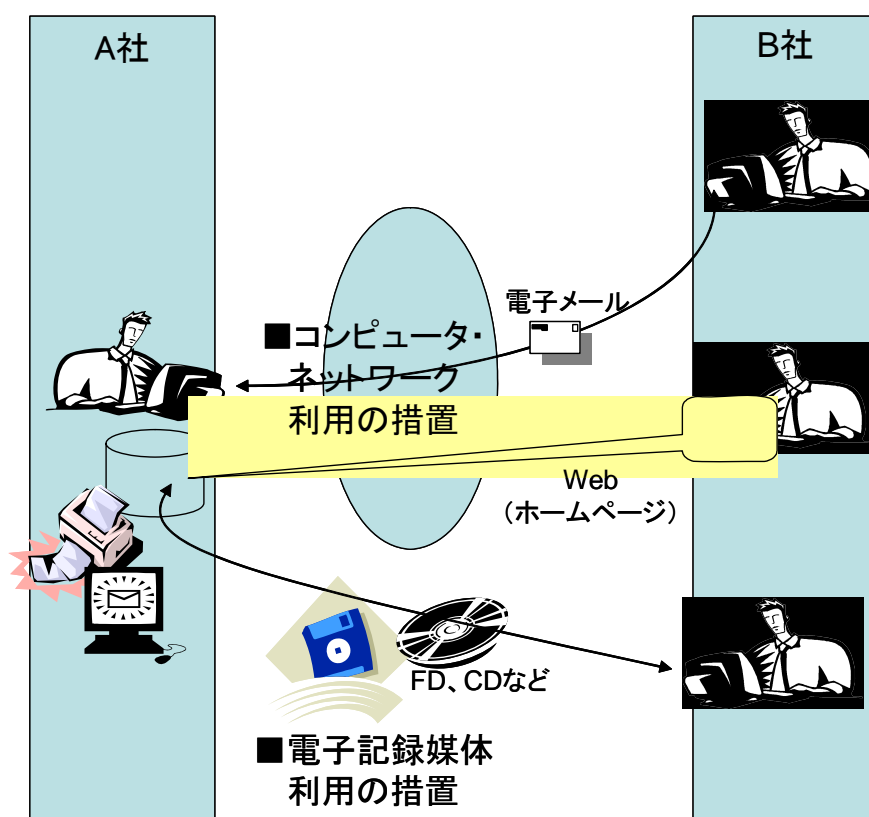 A社
B社
電子メール
■コンピュータ・
ネットワーク
利用の措置
Web
（ホームページ）
FD、CDなど
■電子記録媒体
利用の措置